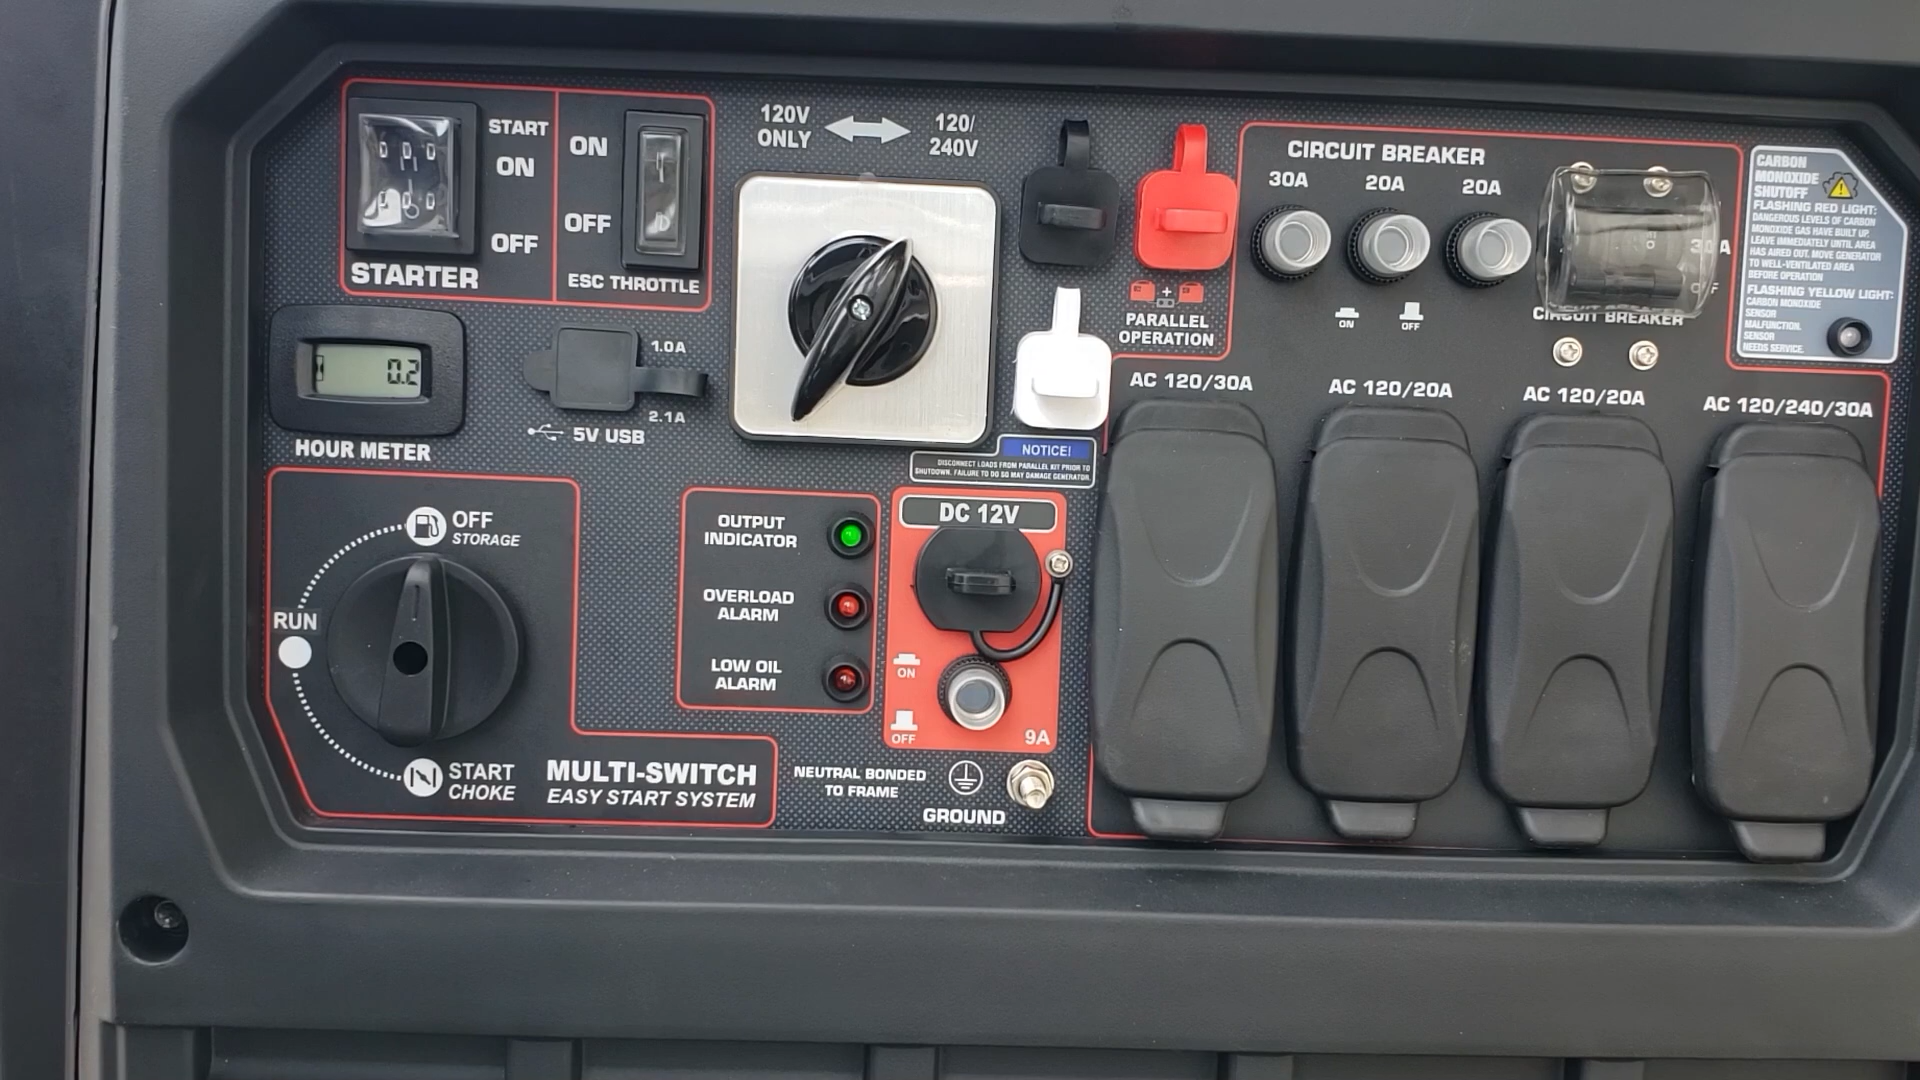 START
ON
OFF
STARTER
ON
OFF
ESC THROTTLE
120V
ONLY
120/
240V
HOUR METER
0.2
1.0A
2.1A
5V USB
PARALLEL
OPERATION
NOTICE!
DISCONNECT LOADS FROM PARALLEL KIT PRIOR TO
SHUTDOWN. FAILURE TO DO SO MAY DAMAGE GENERATOR.
CIRCUIT BREAKER
30A
20A
20A
ON
OFF
30A
OFF
CIRCUIT BREAKER
CARBON
MONOXIDE
SHUTOFF
FLASHING RED LIGHT:
DANGEROUS LEVELS OF CARBON
MONOXIDE GAS HAVE BUILT UP.
LEAVE IMMEDIATELY UNTIL AREA
HAS AIRED OUT. MOVE GENERATOR
TO WELL-VENTILATED AREA
BEFORE OPERATION
FLASHING YELLOW LIGHT:
CARBON MONOXIDE
SENSOR
MALFUNCTION.
SENSOR
NEEDS SERVICE.
AC 120/30A
AC 120/20A
AC 120/20A
AC 120/240/30A
OFF
STORAGE
RUN
START
CHOKE
MULTI-SWITCH
EASY START SYSTEM
OUTPUT
INDICATOR
OVERLOAD
ALARM
LOW OIL
ALARM
DC 12V
ON
OFF
9A
NEUTRAL BONDED
TO FRAME
GROUND